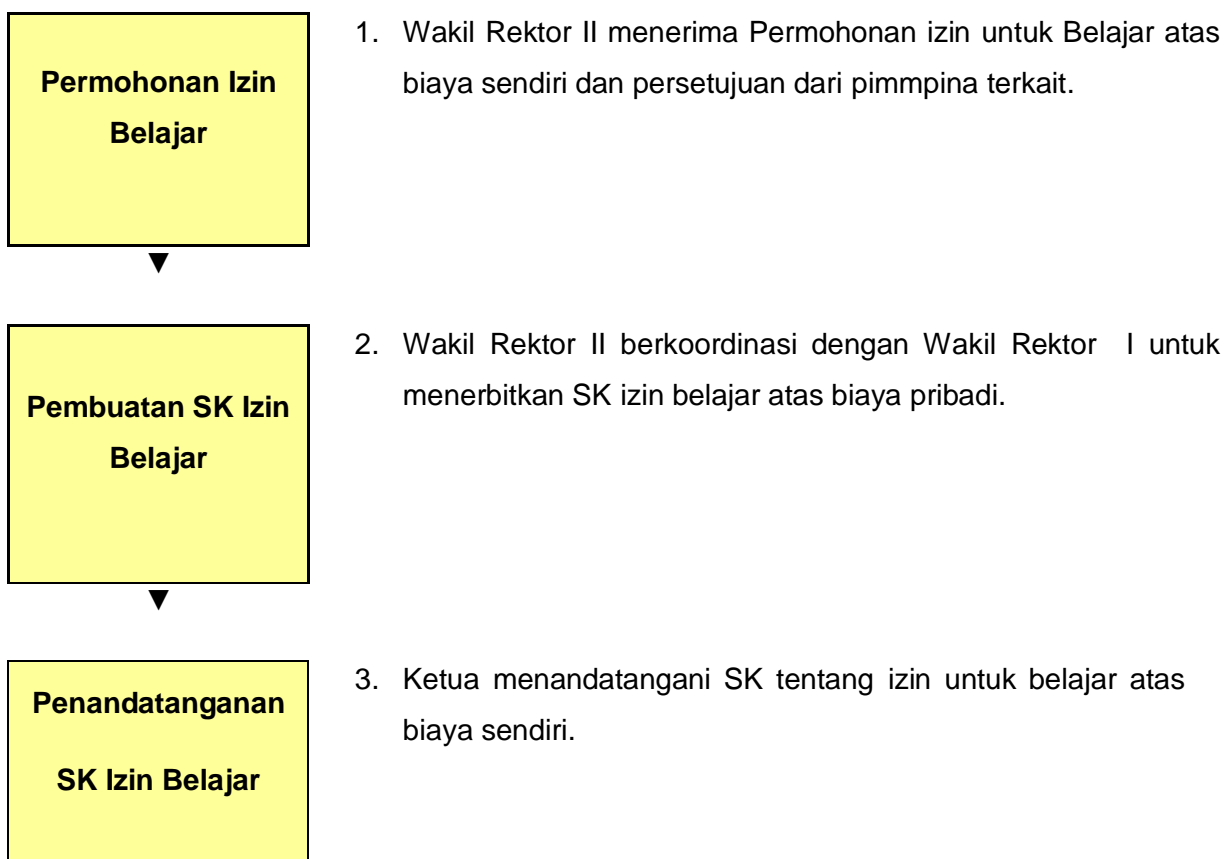 Permohonan Izin
Belajar
1. Wakil Rektor II menerima Permohonan izin untuk Belajar atas
biaya sendiri dan persetujuan dari pimmpina terkait.
▼
Pembuatan SK Izin
Belajar
2. Wakil Rektor II berkoordinasi dengan Wakil Rektor I untuk
menerbitkan SK izin belajar atas biaya pribadi.
▼
Penandatanganan
SK Izin Belajar
3. Ketua menandatangani SK tentang izin untuk belajar atas
biaya sendiri.